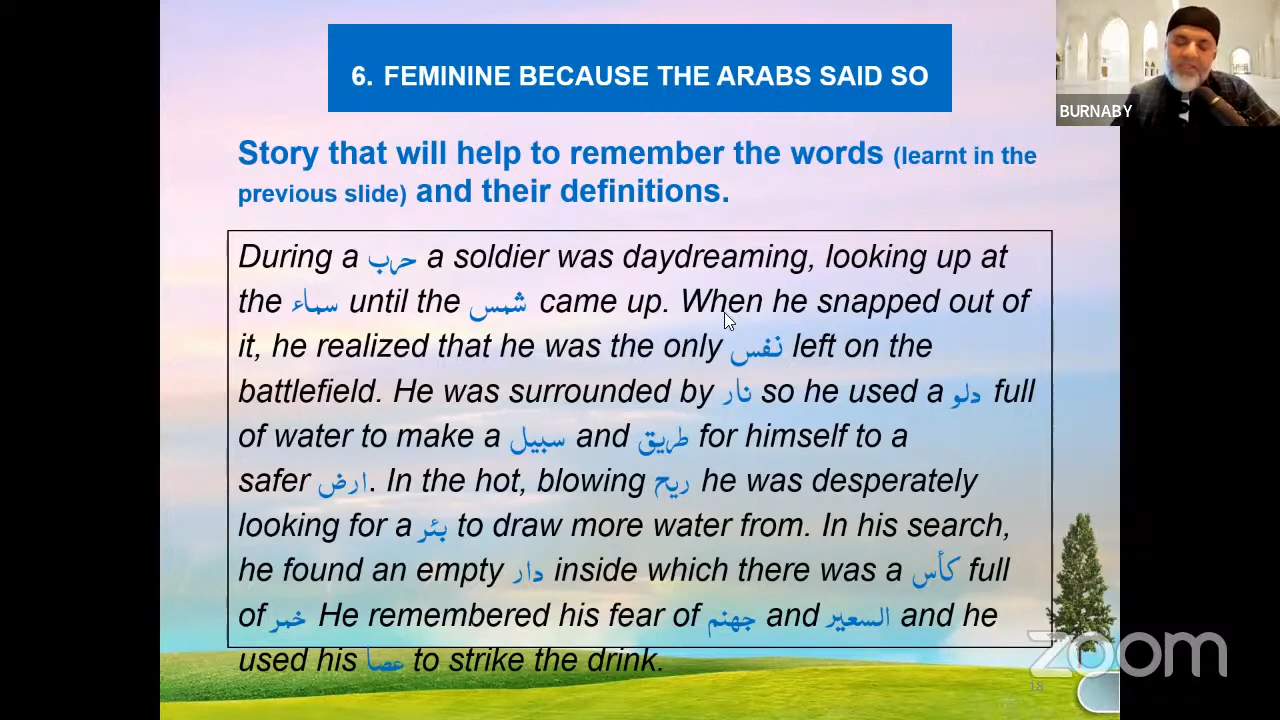 6. FEMININE BECAUSE THE ARABS SAID SO
BURNABY
Story that will help to remember the words (learnt in the
previous slide) and their definitions.
During a حرب a soldier was daydreaming, looking up at
the سماء until the شمس came up. When he snapped out of
it, he realized that he was the only نفس left on the
battlefield. He was surrounded by نار so he used a دلو full
of water to make a سبيل and طريق for himself to a
safer ارض. In the hot, blowing ريح he was desperately
looking for a بئر to draw more water from. In his search,
he found an empty دار inside which there was a كأس full
of خمر He remembered his fear of جهنم and السعير and he
used his عصا to strike the drink.
zoom
18